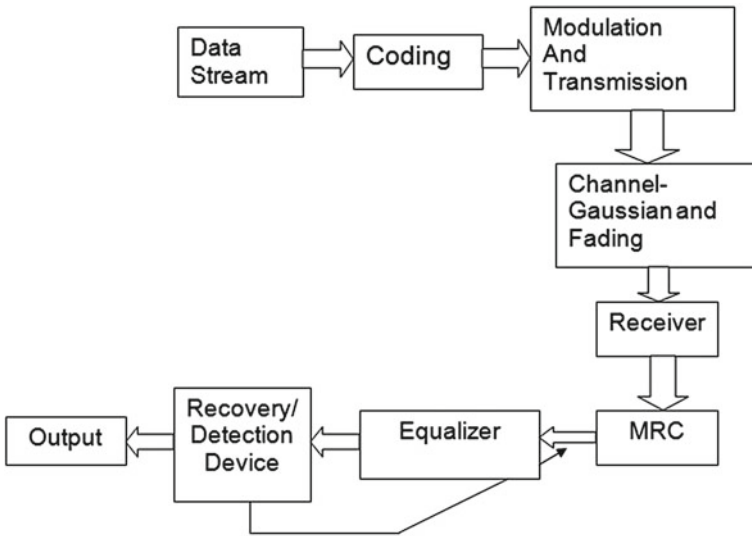 Data
Stream
Coding
Modulation
And
Transmission
Channel-
Gaussian and
Fading
Receiver
MRC
Equalizer
Recovery/
Detection
Device
Output